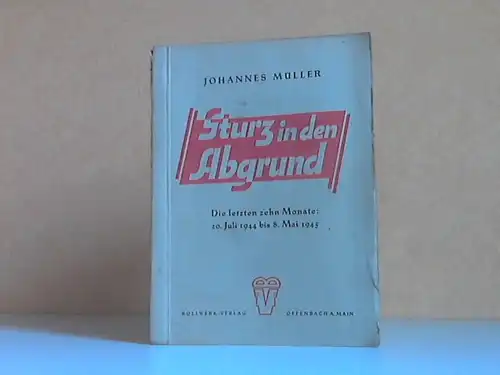 JOHANNES MÜLLER
Sturz in den
Abgrund
Die letzten zehn Monate:
20. Juli 1944 bis 8. Mai 1945
BOLLWERK-VERLAG OFFENBACH A. MAIN